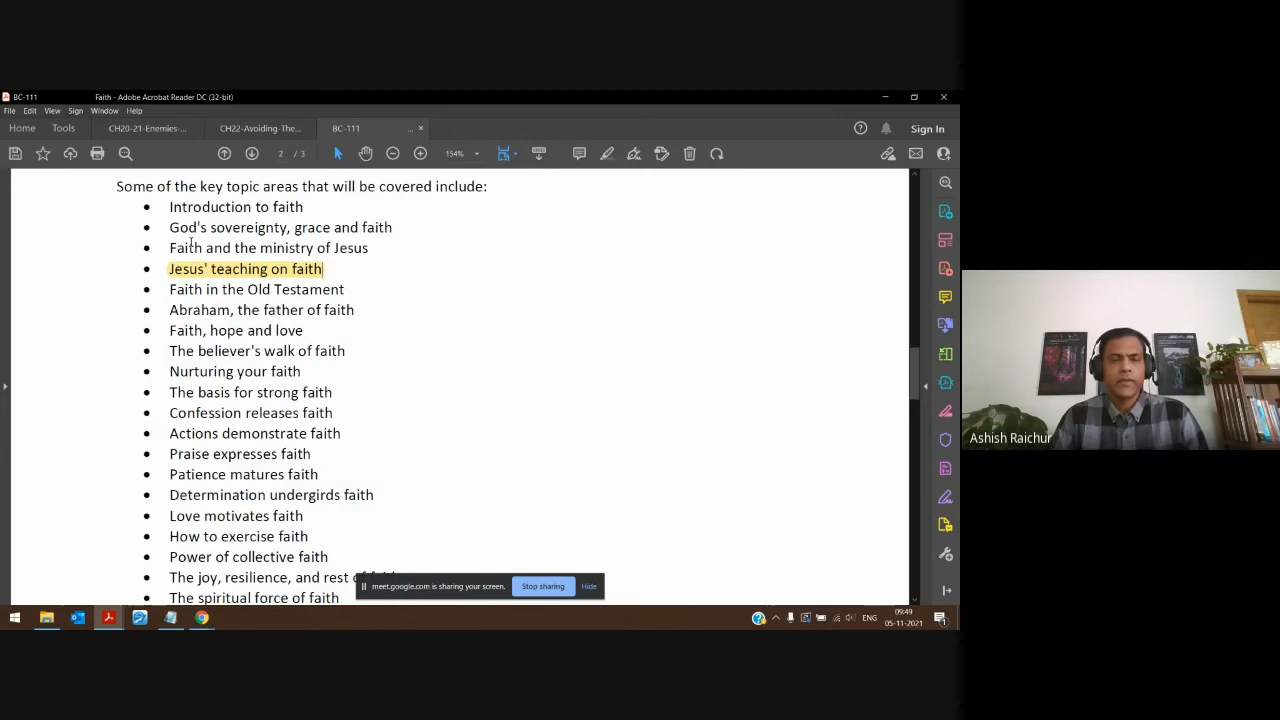 BC-111 Faith - Adobe Acrobat Reader DC (32-bit)
File Edit View Sign Window Help
Home Tools CH20-21-Enemies-... CH22-Avoiding-The... BC-111 ... ×
Sign In
2 / 3 154%
Some of the key topic areas that will be covered include:
• Introduction to faith
• God's sovereignty, grace and faith
• Faith and the ministry of Jesus
• Jesus' teaching on faith
• Faith in the Old Testament
• Abraham, the father of faith
• Faith, hope and love
• The believer's walk of faith
• Nurturing your faith
• The basis for strong faith
• Confession releases faith
• Actions demonstrate faith
• Praise expresses faith
• Patience matures faith
• Determination undergirds faith
• Love motivates faith
• How to exercise faith
• Power of collective faith
• The joy, resilience, and rest of
• The spiritual force of faith
meet.google.com is sharing your screen. Stop sharing Hide
ENG 09:49
05-11-2021
Ashish Raichur